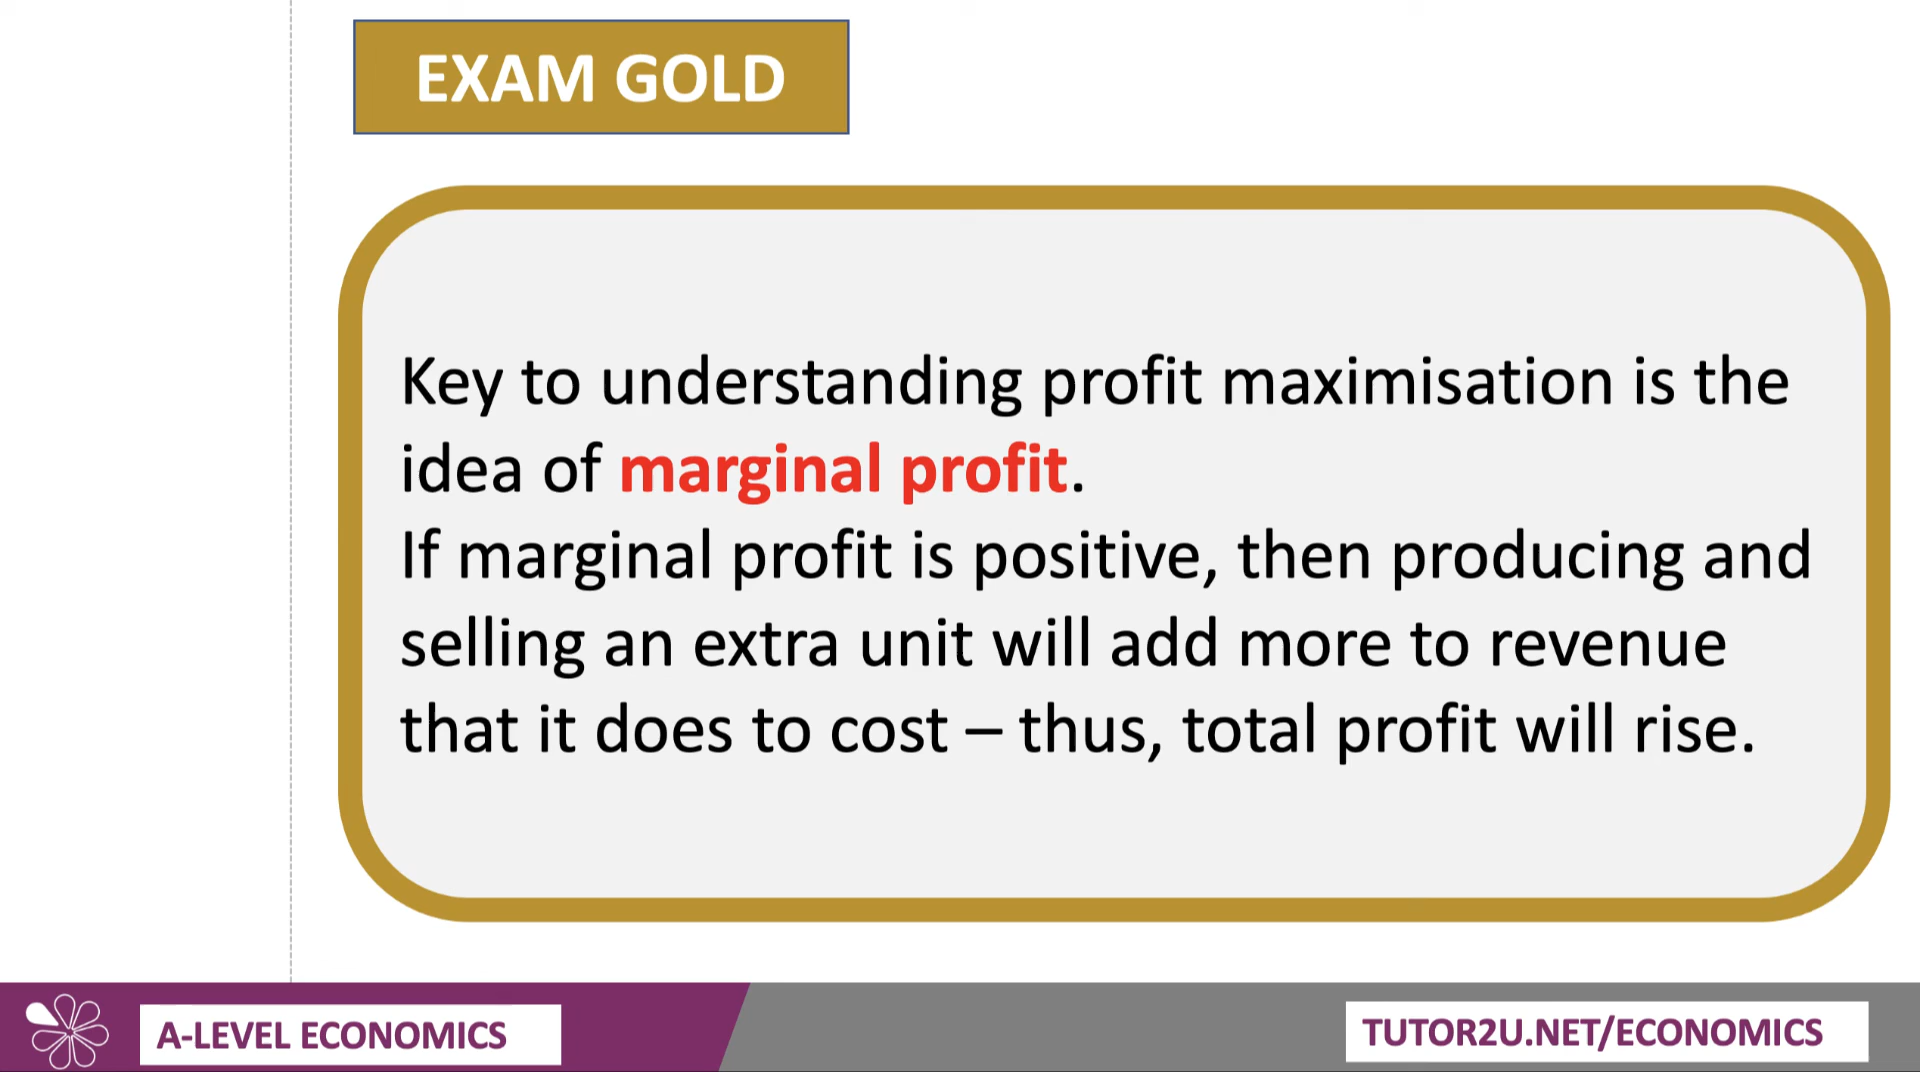 EXAM GOLD
Key to understanding profit maximisation is the
idea of marginal profit.
If marginal profit is positive, then producing and
selling an extra unit will add more to revenue
that it does to cost – thus, total profit will rise.
A-LEVEL ECONOMICS
TUTOR2U.NET/ECONOMICS